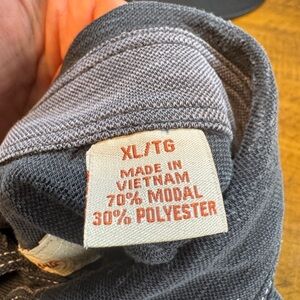 XL/TG
MADE IN
VIETNAM
70% MODAL
30% POLYESTER